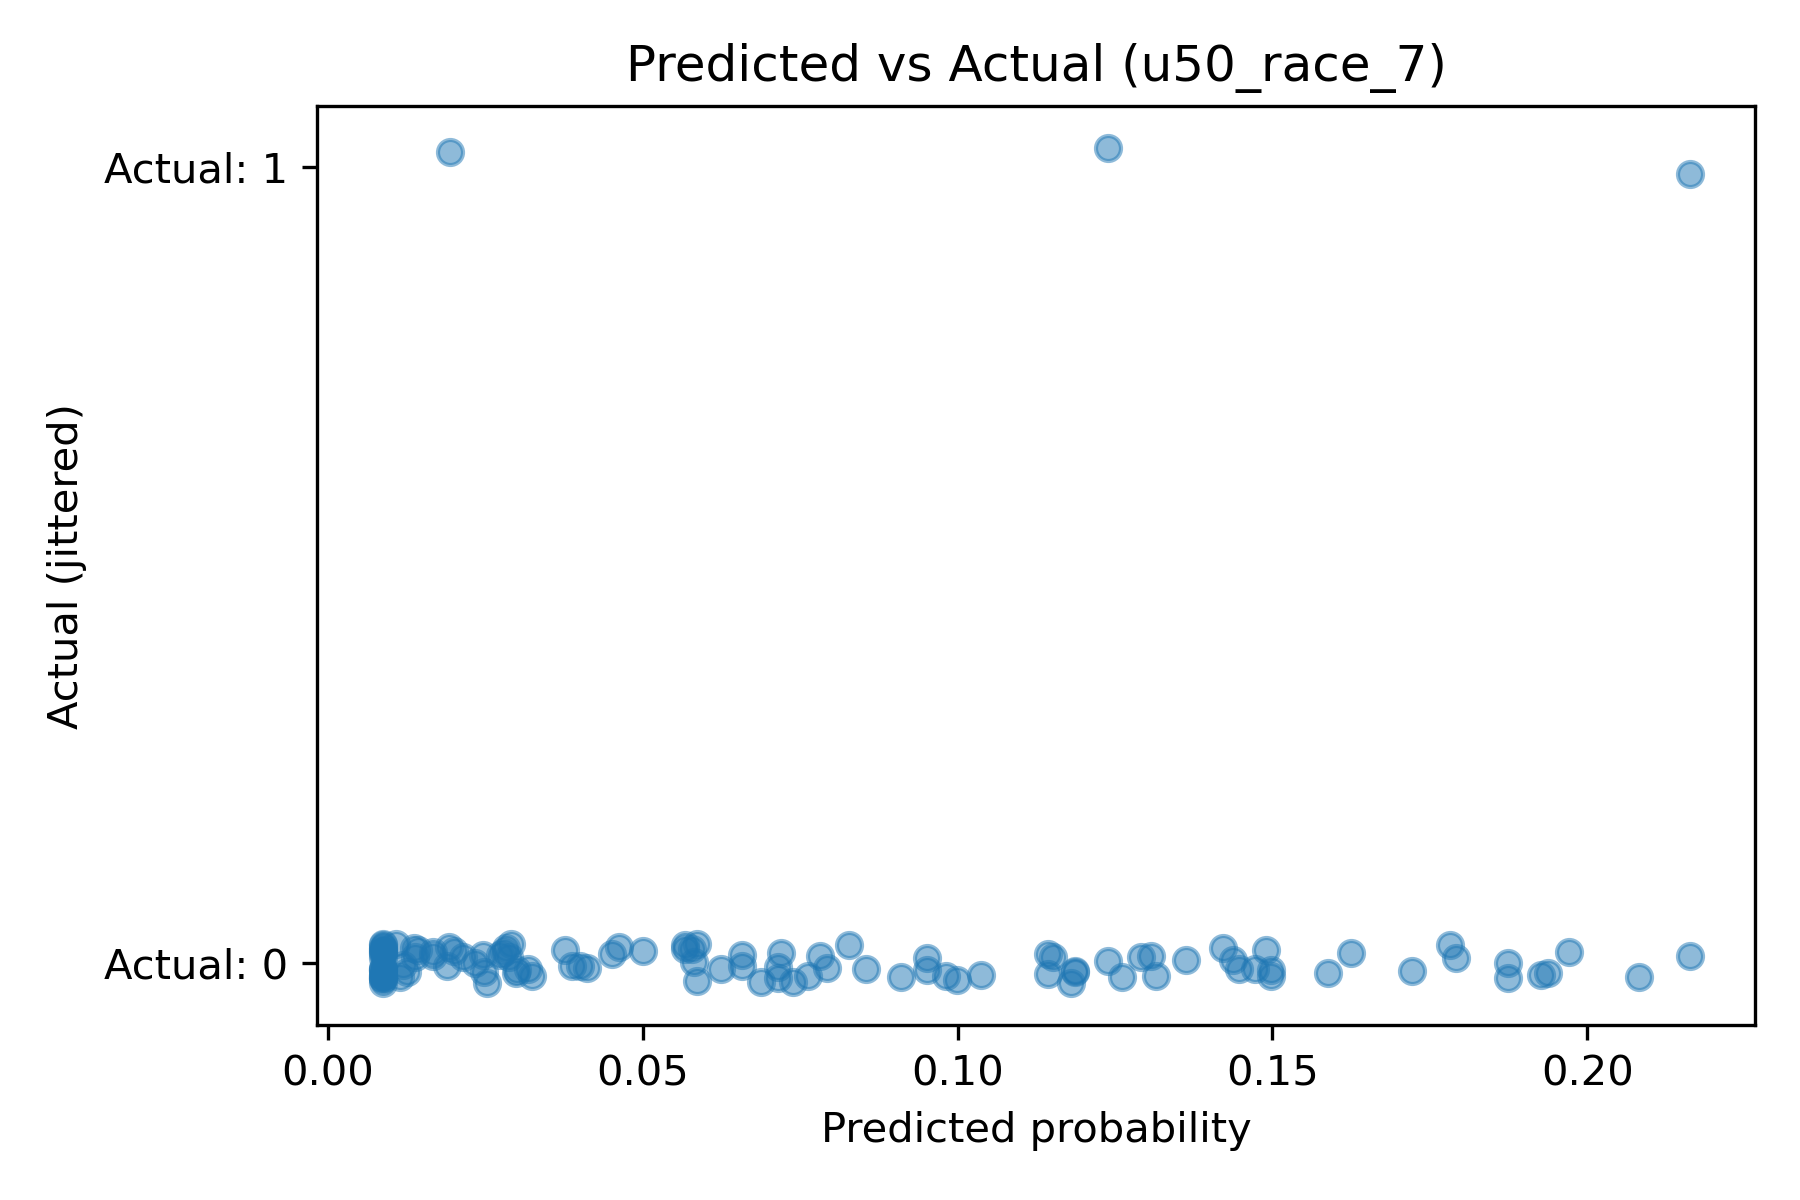 Predicted vs Actual (u50_race_7)
Actual: 1
Actual (jittered)
Actual: 0
0.00 0.05 0.10 0.15 0.20
Predicted probability